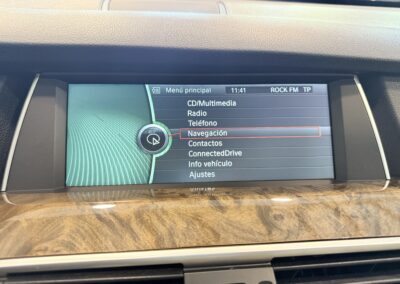 Menú principal 11:41 ROCK FM TP
CD/Multimedia
Radio
Teléfono
Navegación
Contactos
ConnectedDrive
Info vehículo
Ajustes